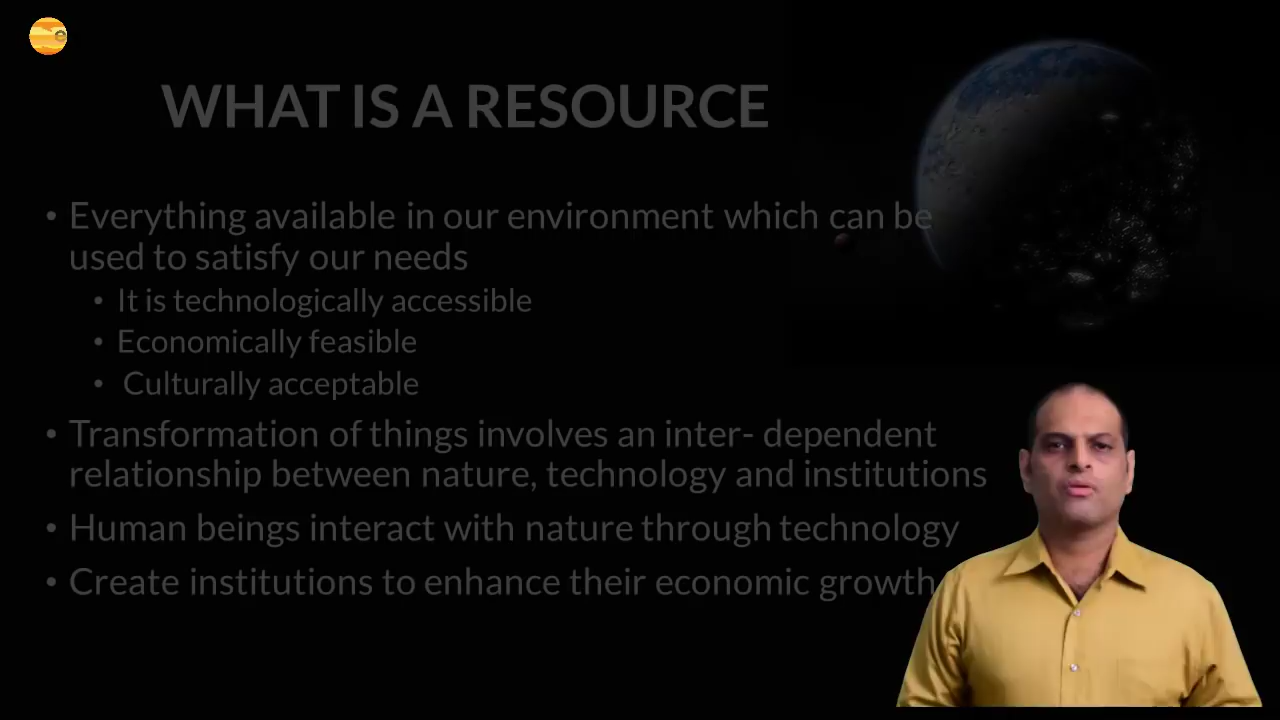 WHAT IS A RESOURCE
• Everything available in our environment which can be
used to satisfy our needs
• It is technologically accessible
• Economically feasible
• Culturally acceptable
• Transformation of things involves an inter- dependent
relationship between nature, technology and institutions
• Human beings interact with nature through technology
• Create institutions to enhance their economic growth